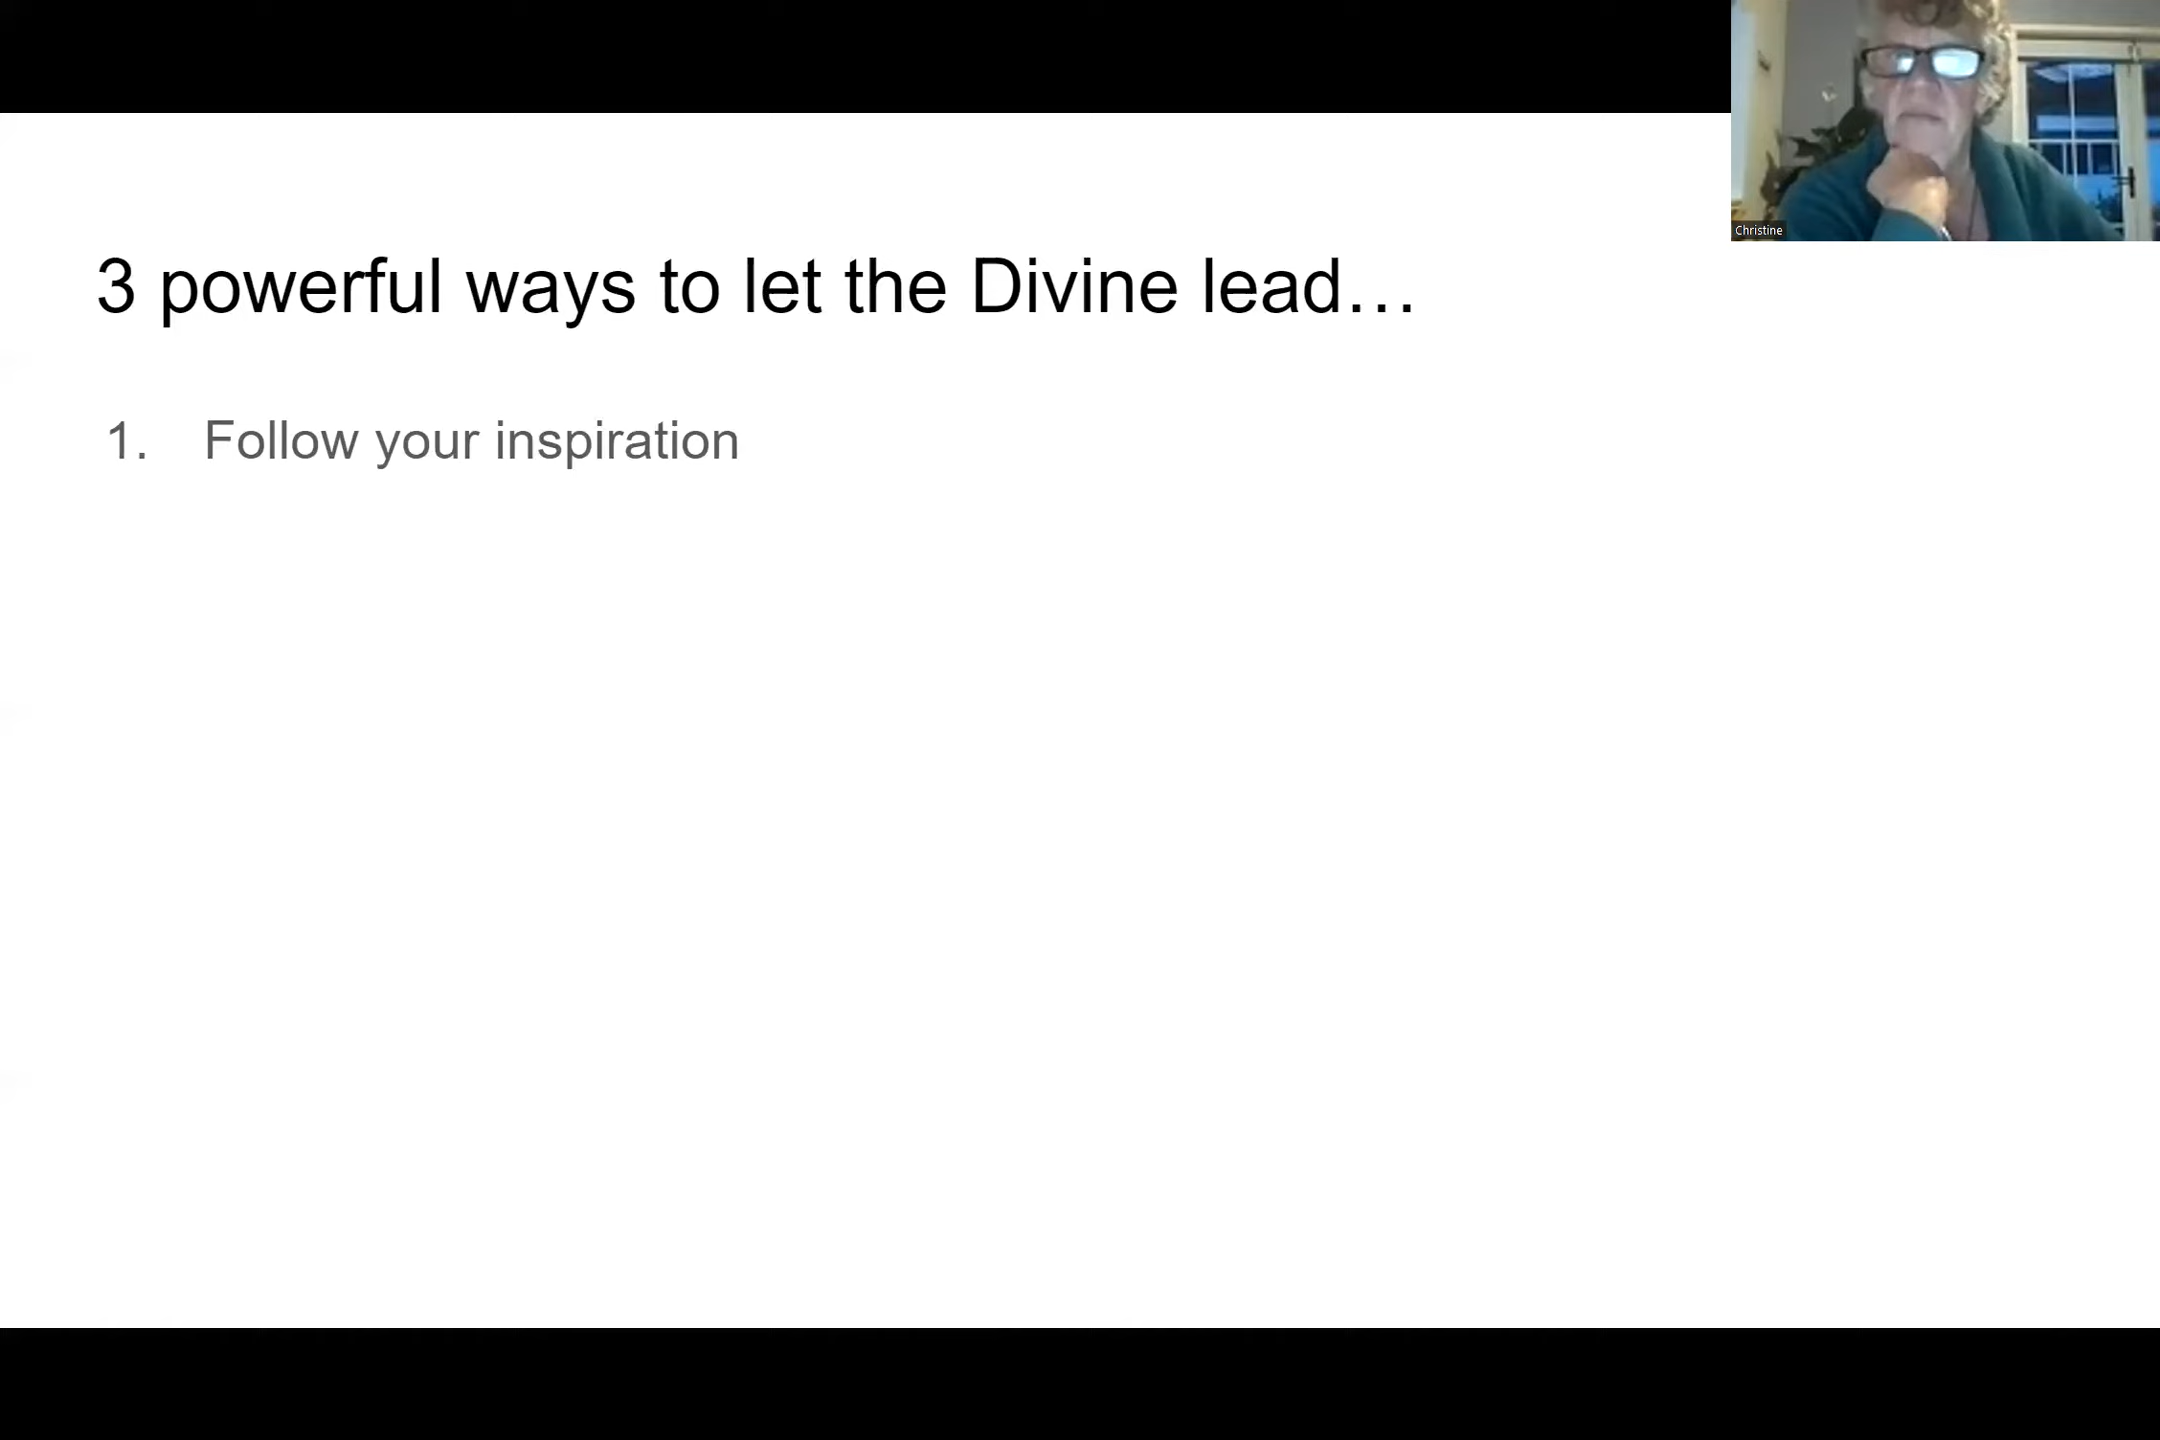 3 powerful ways to let the Divine lead…
1. Follow your inspiration
Christine